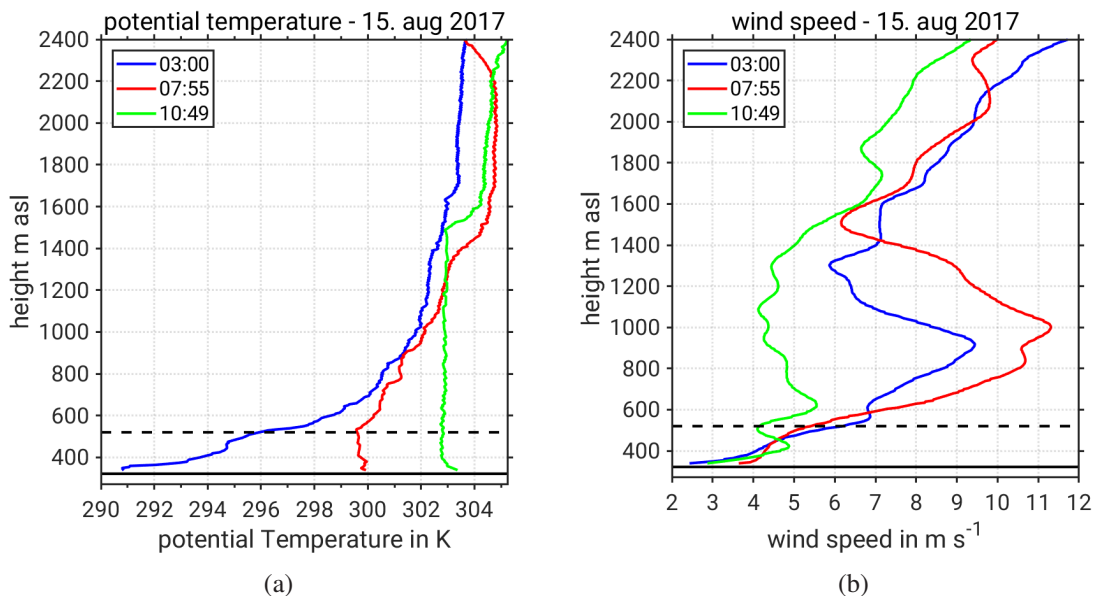 potential temperature - 15. aug 2017
2400
2200
2000
1800
1600
1400
1200
1000
800
600
400
height m asl
03:00
07:55
10:49
290 292 294 296 298 300 302 304
potential Temperature in K
(a)
wind speed - 15. aug 2017
2400
2200
2000
1800
1600
1400
1200
1000
800
600
400
height m asl
03:00
07:55
10:49
2 3 4 5 6 7 8 9 10 11 12
wind speed in m s⁻¹
(b)